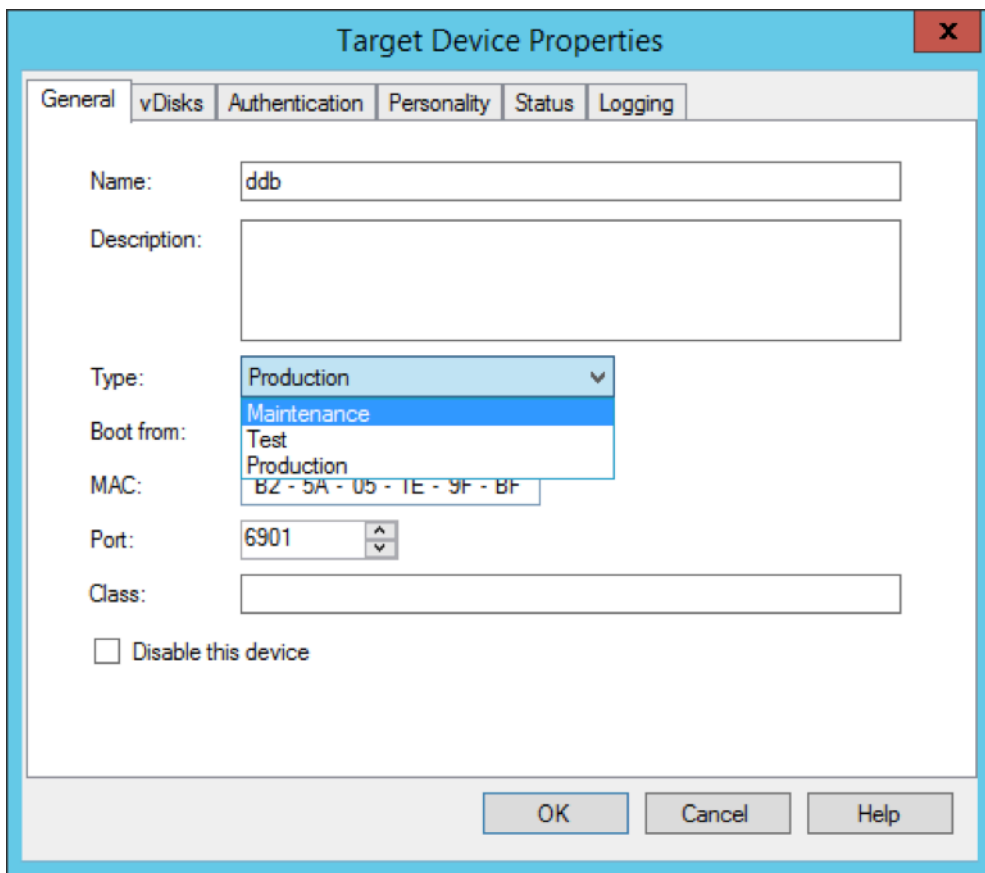 Target Device Properties
x
General vDisks Authentication Personality Status Logging
Name: ddb
Description:
Type: Production
Maintenance
Boot from:
Test
Production
MAC: B2 - 5A - 05 - 1E - 9F - BF
Port: 6901
Class:
Disable this device
OK Cancel Help